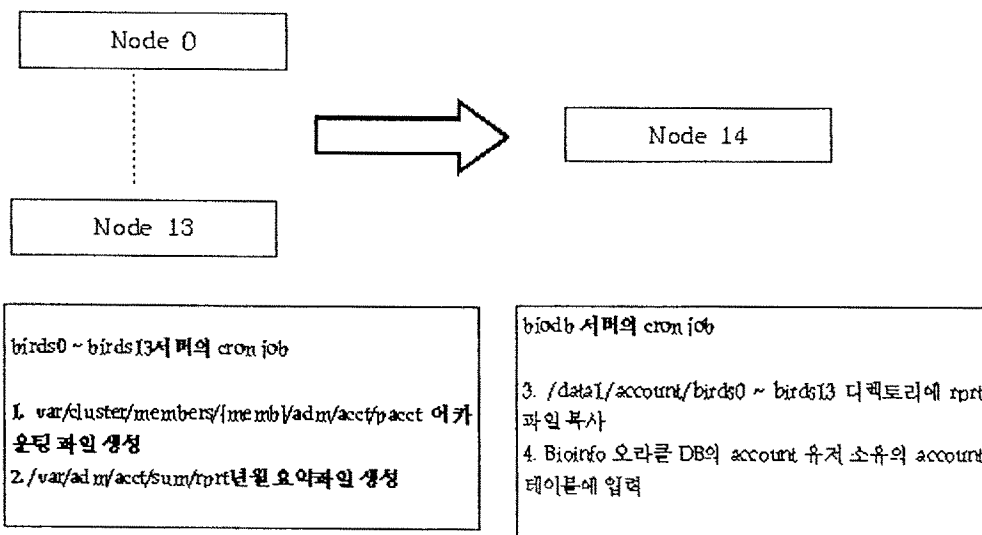 Node 0
Node 14
Node 13
birds0 ~ birds13서버의 cron job
1. var/cluster/members/{memb}/adm/acct/pacct 어카
운팅 파일 생성
2./var/adm/acct/sum/rprt년월 요약파일 생성
biodb 서버의 cron job
3. /data1/account/birds0 ~ birds13 디렉토리에 rprt
파일 복사
4. Bioinfo 오라클 DB의 account 유저 소유의 account
테이블에 입력